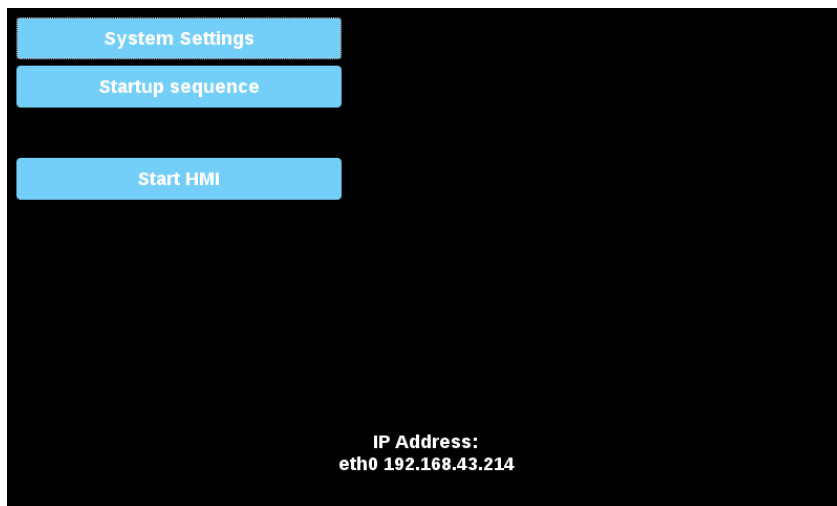 System Settings
Startup sequence
Start HMI
IP Address:
eth0 192.168.43.214